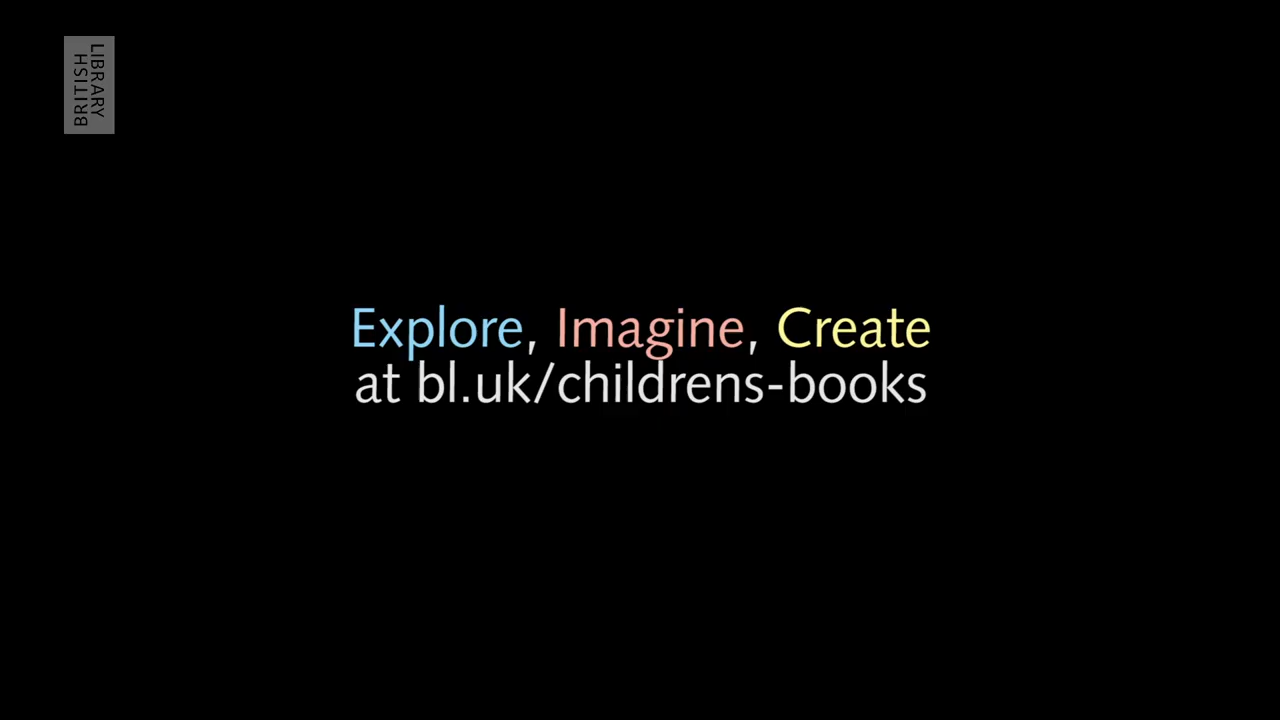 BRITISH
LIBRARY
Explore, Imagine, Create
at bl.uk/childrens-books